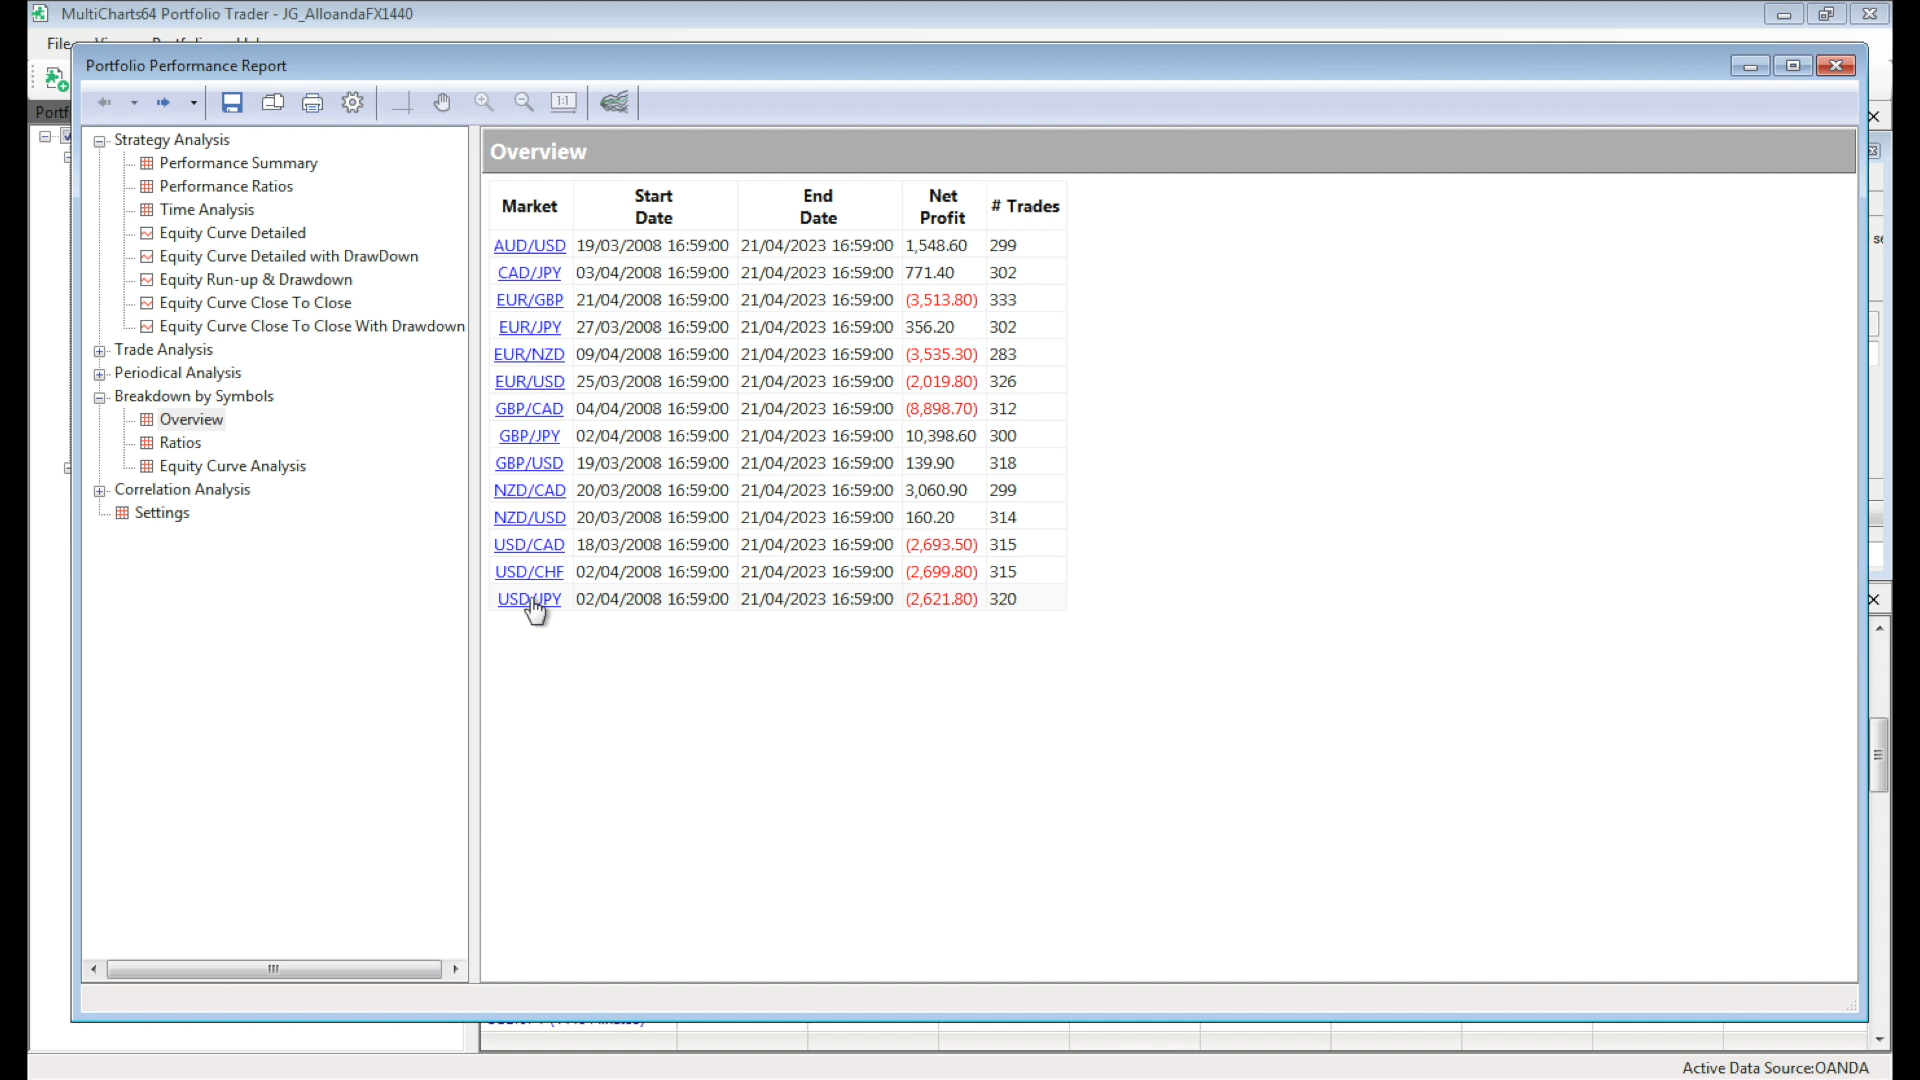 MultiCharts64 Portfolio Trader - JG_AlloandaFX1440
File
Portfolio Performance Report
1:1
Portf
Strategy Analysis
Performance Summary
Performance Ratios
Time Analysis
Equity Curve Detailed
Equity Curve Detailed with DrawDown
Equity Run-up & Drawdown
Equity Curve Close To Close
Equity Curve Close To Close With Drawdown
Trade Analysis
Periodical Analysis
Breakdown by Symbols
Overview
Ratios
Equity Curve Analysis
Correlation Analysis
Settings
Overview
Market Start Date End Date Net Profit # Trades
AUD/USD 19/03/2008 16:59:00 21/04/2023 16:59:00 1,548.60 299
CAD/JPY 03/04/2008 16:59:00 21/04/2023 16:59:00 771.40 302
EUR/GBP 21/04/2008 16:59:00 21/04/2023 16:59:00 (3,513.80) 333
EUR/JPY 27/03/2008 16:59:00 21/04/2023 16:59:00 356.20 302
EUR/NZD 09/04/2008 16:59:00 21/04/2023 16:59:00 (3,535.30) 283
EUR/USD 25/03/2008 16:59:00 21/04/2023 16:59:00 (2,019.80) 326
GBP/CAD 04/04/2008 16:59:00 21/04/2023 16:59:00 (8,898.70) 312
GBP/JPY 02/04/2008 16:59:00 21/04/2023 16:59:00 10,398.60 300
GBP/USD 19/03/2008 16:59:00 21/04/2023 16:59:00 139.90 318
NZD/CAD 20/03/2008 16:59:00 21/04/2023 16:59:00 3,060.90 299
NZD/USD 20/03/2008 16:59:00 21/04/2023 16:59:00 160.20 314
USD/CAD 18/03/2008 16:59:00 21/04/2023 16:59:00 (2,693.50) 315
USD/CHF 02/04/2008 16:59:00 21/04/2023 16:59:00 (2,699.80) 315
USD/JPY 02/04/2008 16:59:00 21/04/2023 16:59:00 (2,621.80) 320
Active Data Source:OANDA